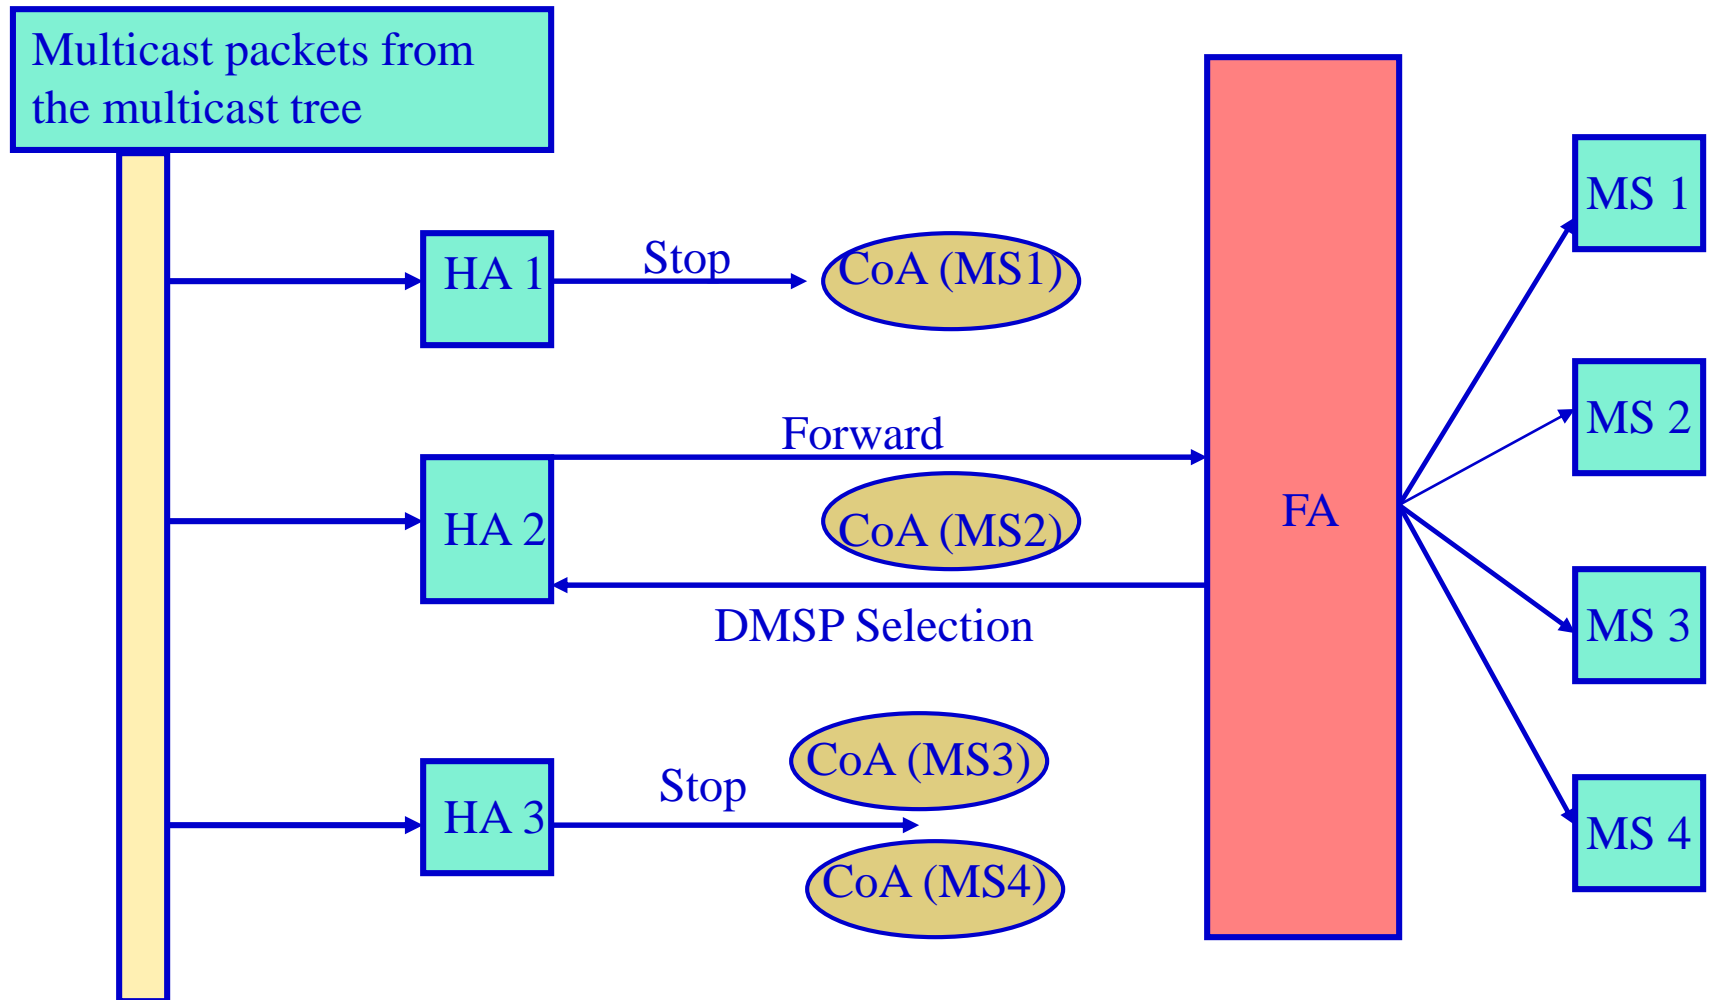 Multicast packets from
the multicast tree
HA 1
Stop
CoA (MS1)
MS 1
Forward
MS 2
HA 2
CoA (MS2)
FA
DMSP Selection
MS 3
CoA (MS3)
Stop
HA 3
CoA (MS4)
MS 4